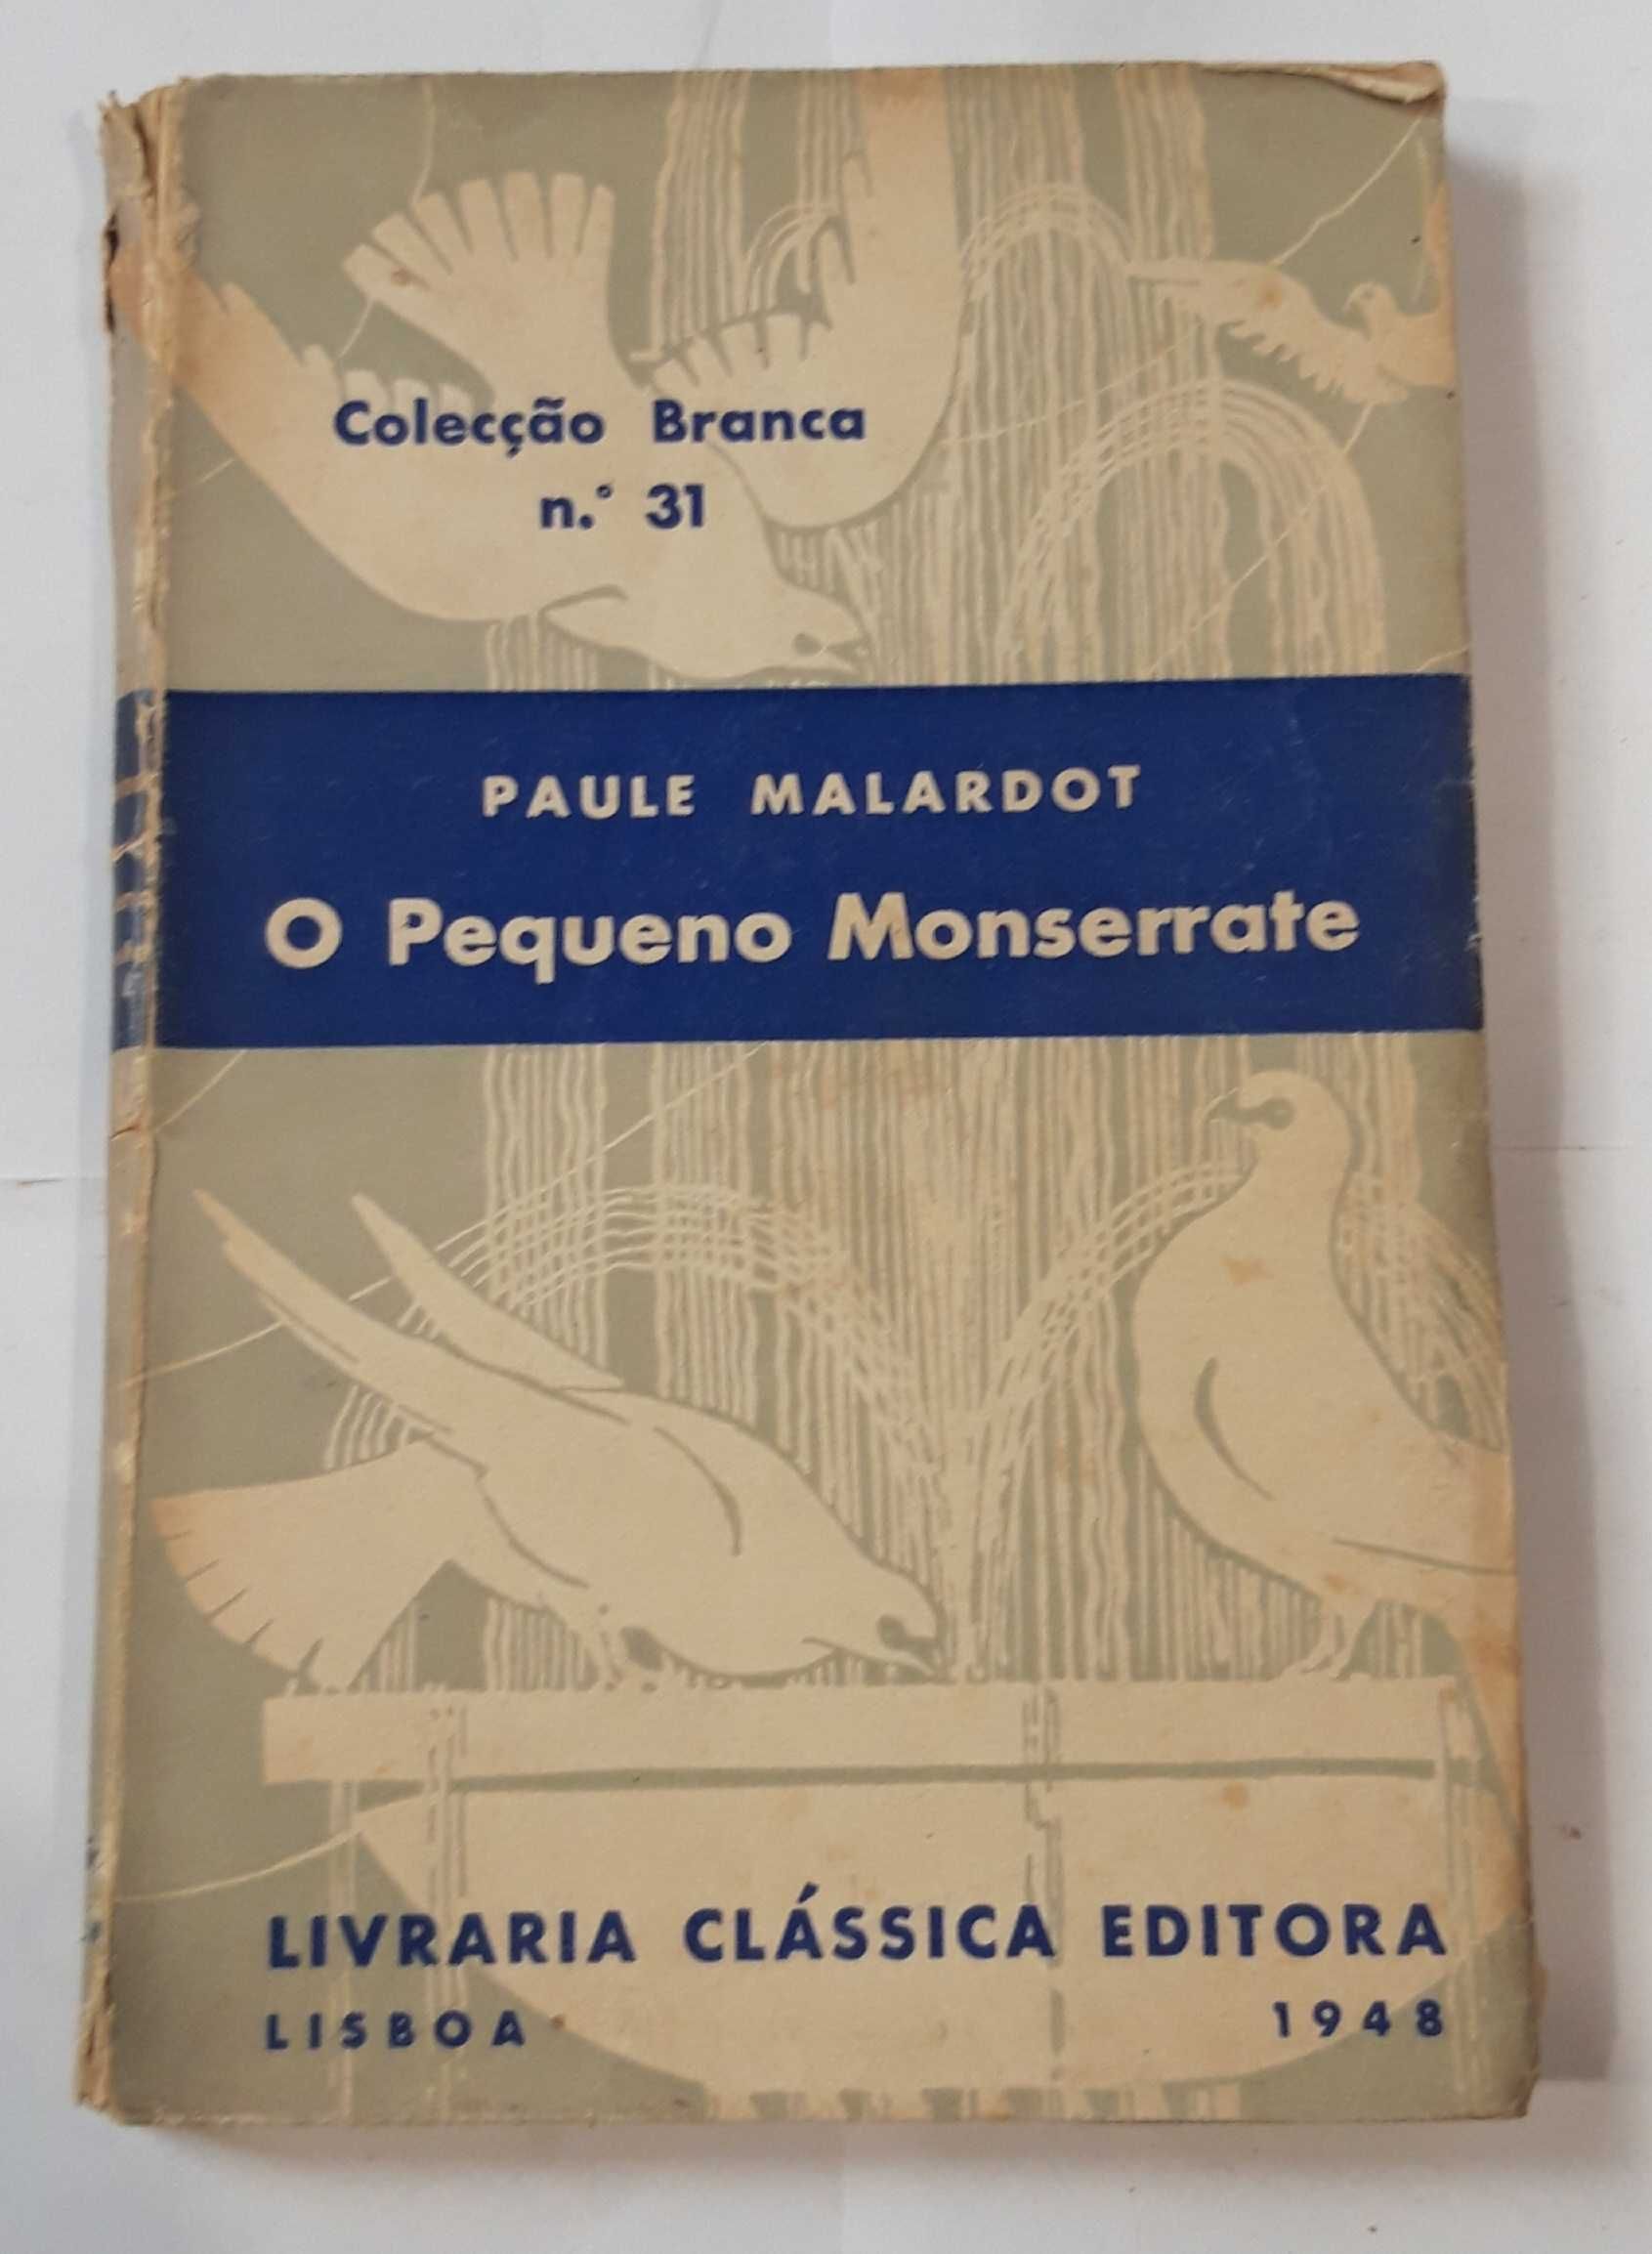 Colecção Branca
n.º 31
PAULE MALARDOT
O Pequeno Monserrate
LIVRARIA CLÁSSICA EDITORA
LISBOA 1948